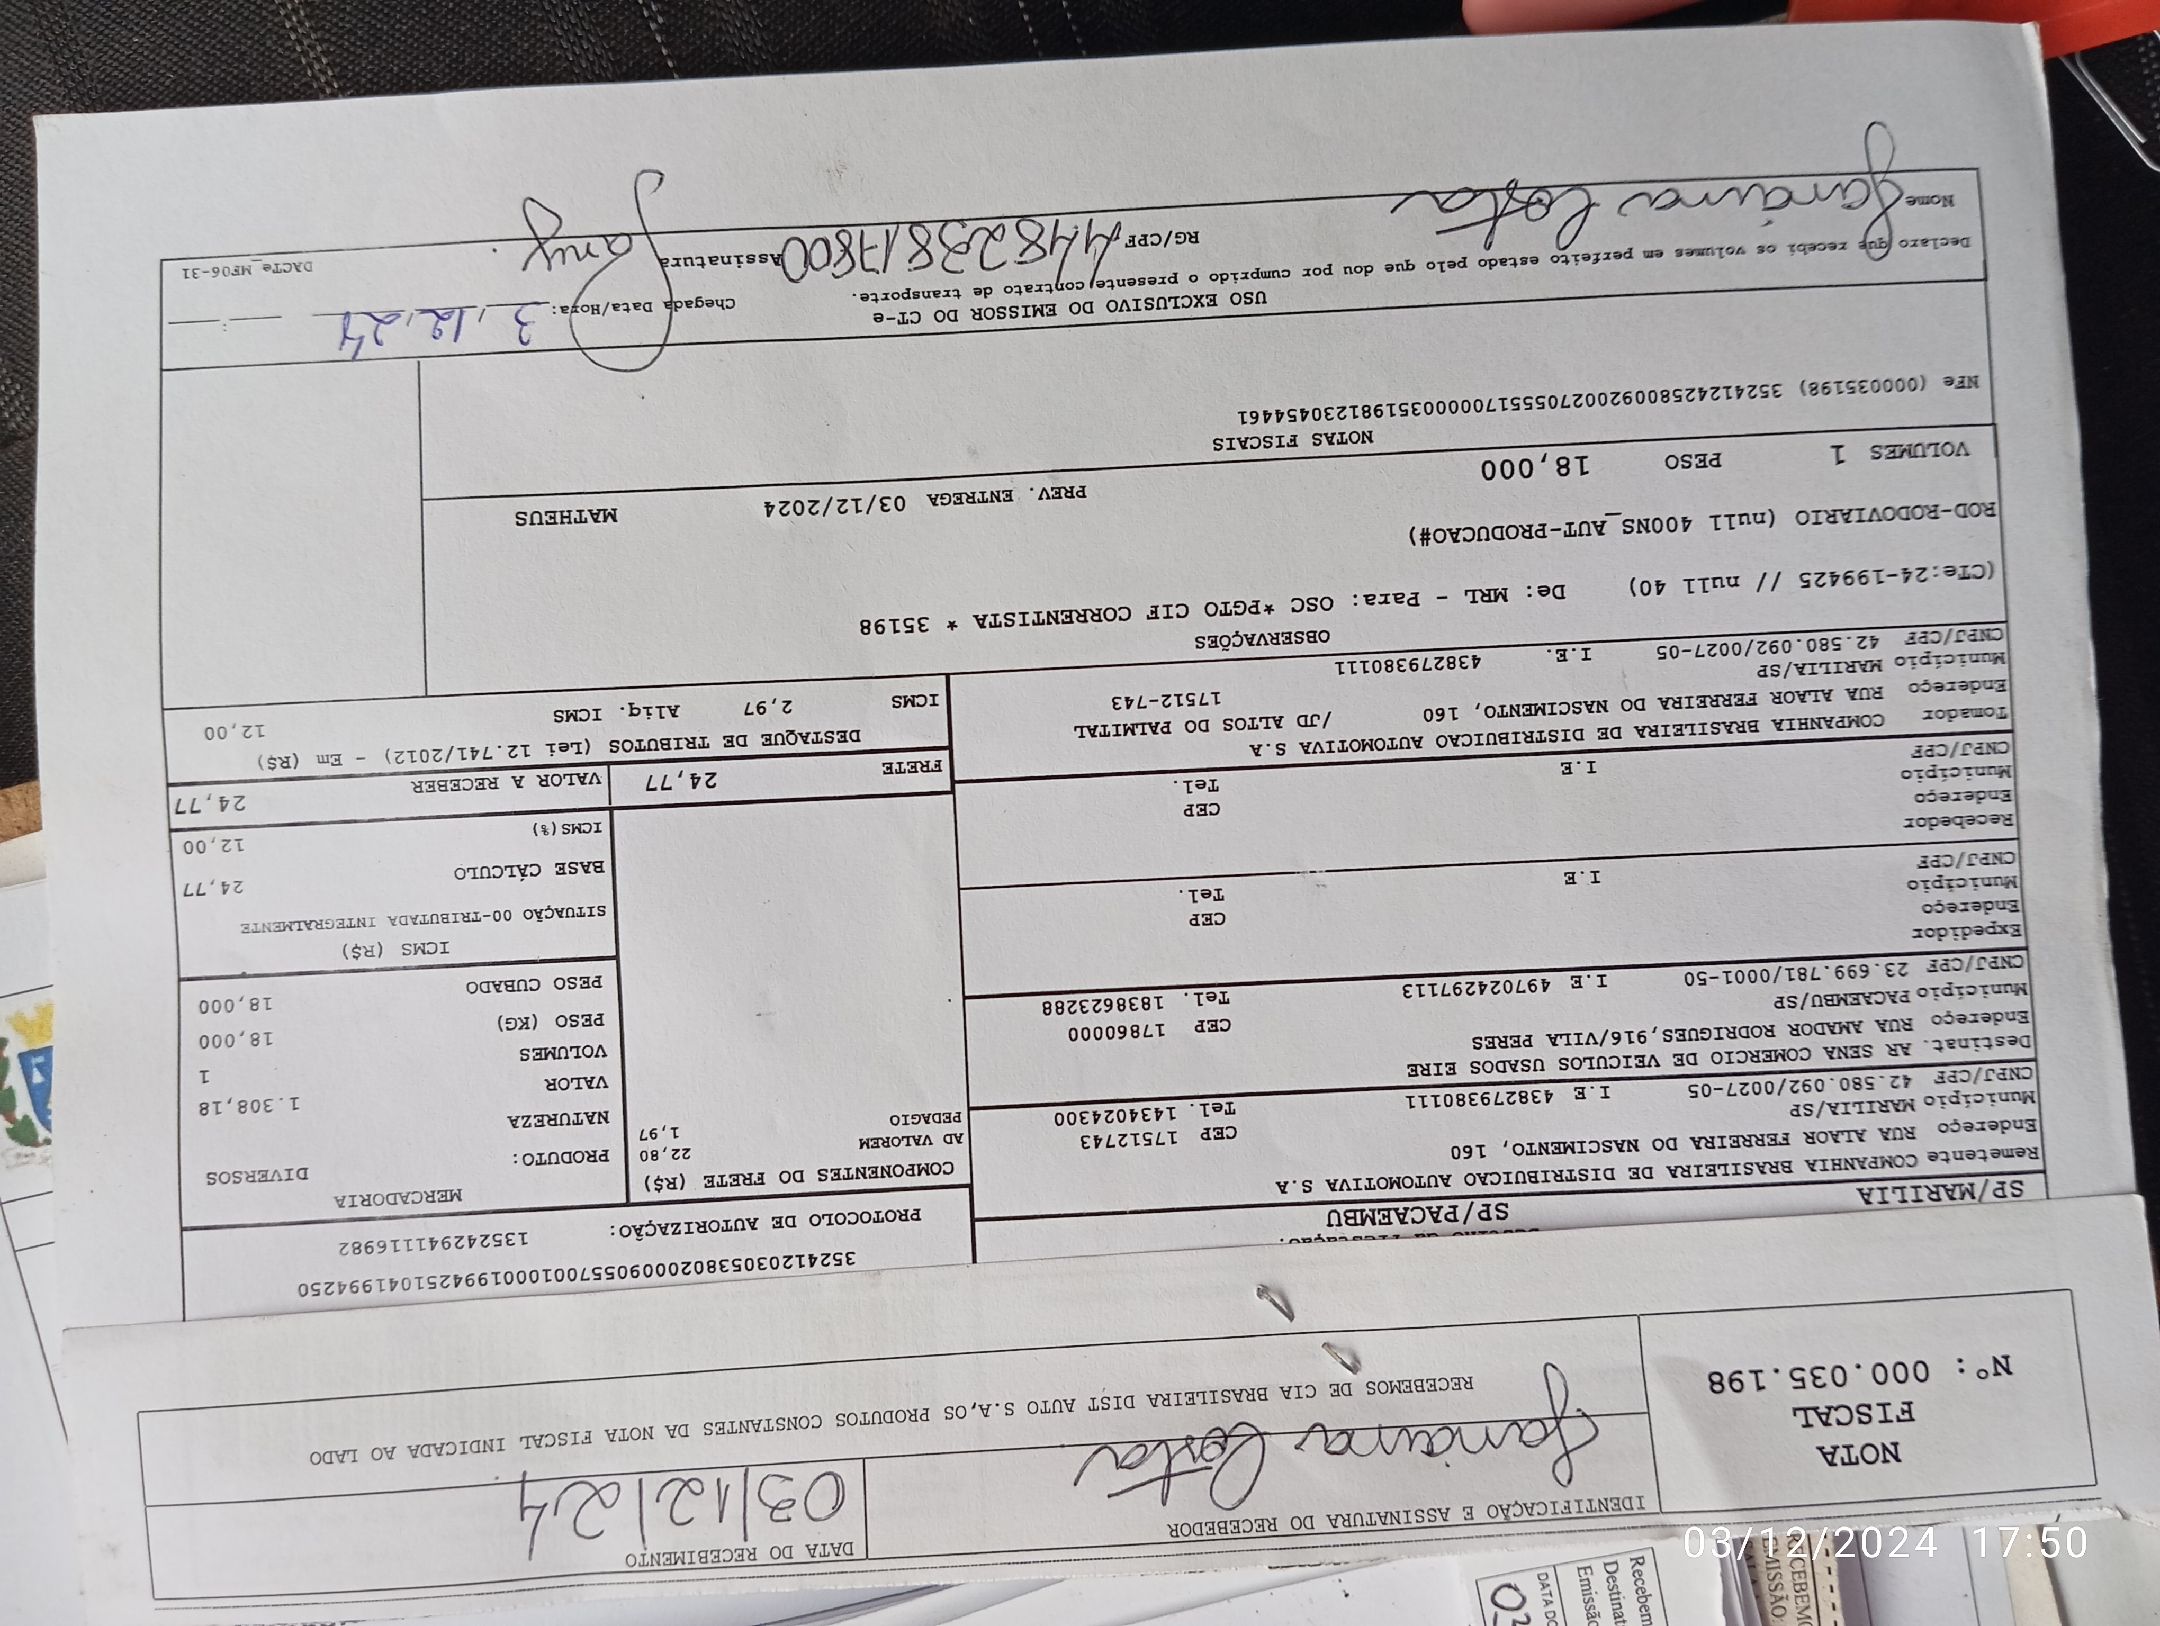 DATA DO RECEBIMENTO
03/12/24
IDENTIFICAÇÃO E ASSINATURA DO RECEBEDOR
Janaina Costa
NOTA
FISCAL
Nº: 000.035.198
RECEBEMOS DE CIA BRASILEIRA DIST AUTO S.A,OS PRODUTOS CONSTANTES DA NOTA FISCAL INDICADA AO LADO
SP/MARILIA
SP/PACAEMBU
Remetente COMPANHIA BRASILEIRA DE DISTRIBUICAO AUTOMOTIVA S.A
Endereço RUA ALAOR FERREIRA DO NASCIMENTO, 160 CEP 17512743
Município MARILIA/SP Tel. 1434024300
CNPJ/CPF 42.580.092/0027-05 I.E 438279380111
Destinat. AR SENA COMERCIO DE VEICULOS USADOS EIRE
Endereço RUA AMADOR RODRIGUES,916/VILA PERES CEP 17860000
Município PACAEMBU/SP Tel. 1838623288
CNPJ/CPF 23.699.781/0001-50 I.E 497024297113
Expedidor
Endereço CEP
Município Tel.
CNPJ/CPF I.E
Recebedor
Endereço CEP
Município Tel.
CNPJ/CPF I.E
Tomador COMPANHIA BRASILEIRA DE DISTRIBUICAO AUTOMOTIVA S.A
Endereço RUA ALAOR FERREIRA DO NASCIMENTO, 160 /JD ALTOS DO PALMITAL
Município MARILIA/SP 17512-743
CNPJ/CPF 42.580.092/0027-05 I.E. 438279380111
35241203053802000905570010001994251041994250
PROTOCOLO DE AUTORIZAÇÃO: 135242941116982
COMPONENTES DO FRETE (R$)
AD VALOREM 22,80
PEDAGIO 1,97
MERCADORIA
PRODUTO: DIVERSOS
NATUREZA
VALOR 1.308,18
VOLUMES 1
PESO (KG) 18,000
PESO CUBADO 18,000
ICMS (R$)
SITUAÇÃO 00-TRIBUTADA INTEGRALMENTE
BASE CÁLCULO 24,77
ICMS(%) 12,00
FRETE 24,77 VALOR A RECEBER 24,77
DESTAQUE DE TRIBUTOS (Lei 12.741/2012) - Em (R$)
ICMS 2,97 Aliq. ICMS 12,00
OBSERVAÇÕES
(CTe:24-199425 // null 40) De: MRL - Para: OSC *PGTO CIF CORRENTISTA * 35198
ROD-RODOVIARIO (null 400NS_AUT-PRODUCAO#)
PREV. ENTREGA 03/12/2024 MATHEUS
VOLUMES 1 PESO 18,000
NOTAS FISCAIS
NFe (000035198) 35241242580092002705551700000351981230454461
USO EXCLUSIVO DO EMISSOR DO CT-e
Declaro que recebi os volumes em perfeito estado pelo que dou por cumprido o presente contrato de transporte.
Chegada Data/Hora: 3,12,24 __:__
Nome Janaina Costa RG/CPF 44823817800 Assinatura Jany.
DACTe_MF06-31
03/12/2024 17:50
Recebem
Destinat
Emissão
DATA DO
RECEBEMO